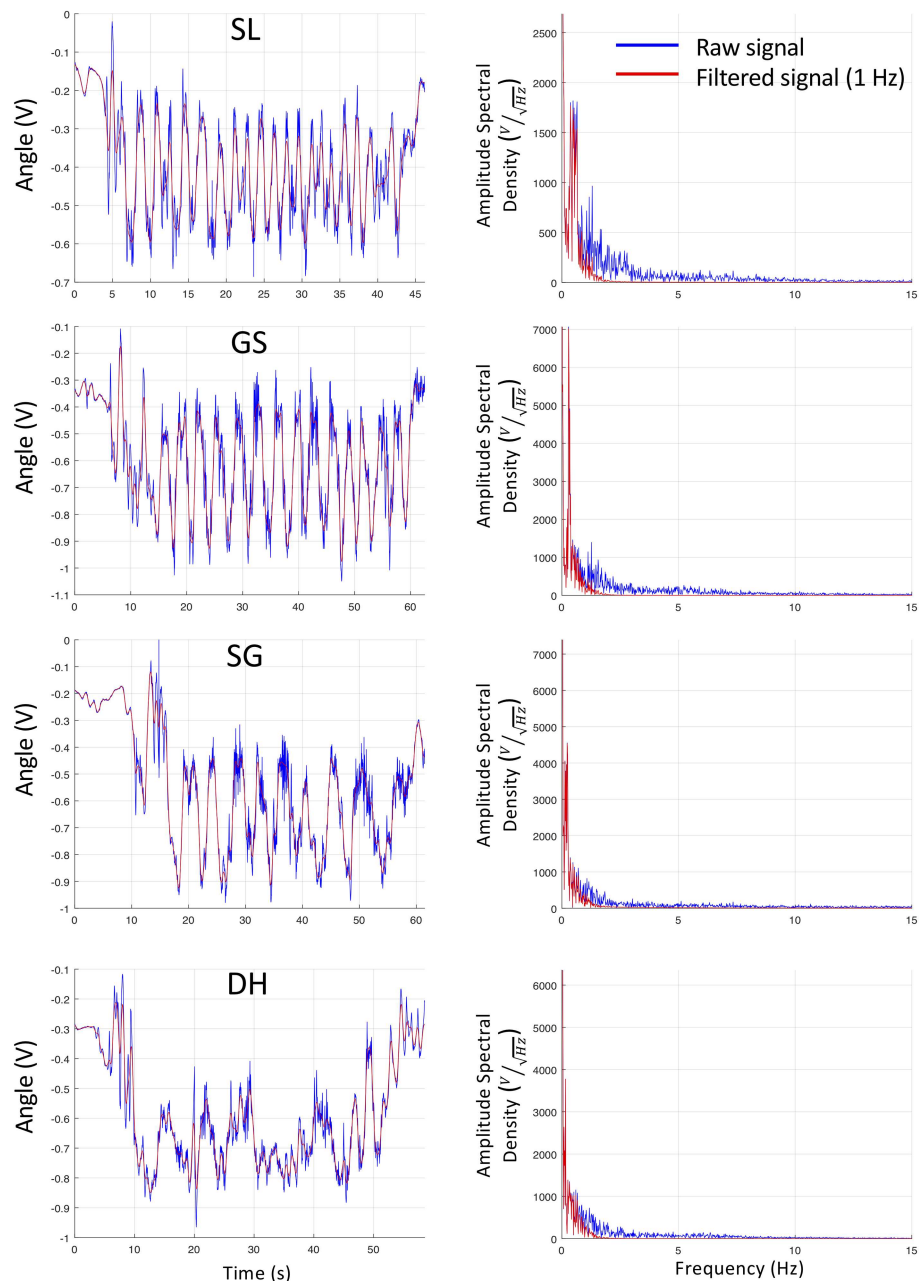 SL
Angle (V)
0
-0.1
-0.2
-0.3
-0.4
-0.5
-0.6
-0.7
0 5 10 15 20 25 30 35 40 45
Raw signal
Filtered signal (1 Hz)
Amplitude Spectral
Density (V/√Hz)
2500
2000
1500
1000
500
0
0 5 10 15
GS
Angle (V)
-0.1
-0.2
-0.3
-0.4
-0.5
-0.6
-0.7
-0.8
-0.9
-1
-1.1
0 10 20 30 40 50 60
Amplitude Spectral
Density (V/√Hz)
7000
6000
5000
4000
3000
2000
1000
0
0 5 10 15
SG
Angle (V)
0
-0.1
-0.2
-0.3
-0.4
-0.5
-0.6
-0.7
-0.8
-0.9
-1
0 10 20 30 40 50 60
Amplitude Spectral
Density (V/√Hz)
7000
6000
5000
4000
3000
2000
1000
0
0 5 10 15
DH
Angle (V)
-0.1
-0.2
-0.3
-0.4
-0.5
-0.6
-0.7
-0.8
-0.9
-1
0 10 20 30 40 50
Time (s)
Amplitude Spectral
Density (V/√Hz)
6000
5000
4000
3000
2000
1000
0
0 5 10 15
Frequency (Hz)